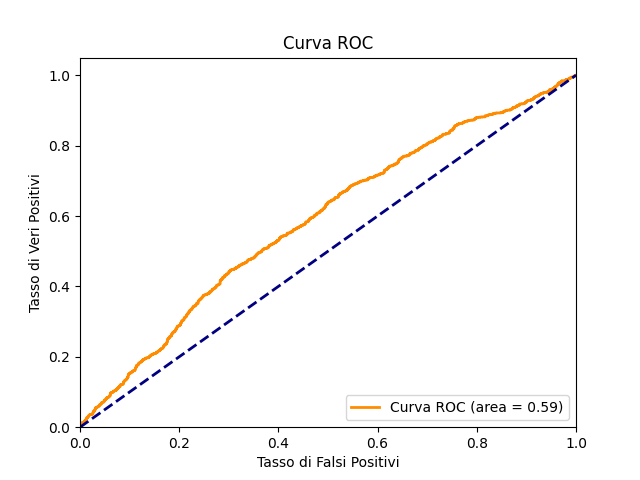 Curva ROC
1.0
0.8
0.6
0.4
0.2
0.0
Tasso di Veri Positivi
0.0 0.2 0.4 0.6 0.8 1.0
Tasso di Falsi Positivi
Curva ROC (area = 0.59)